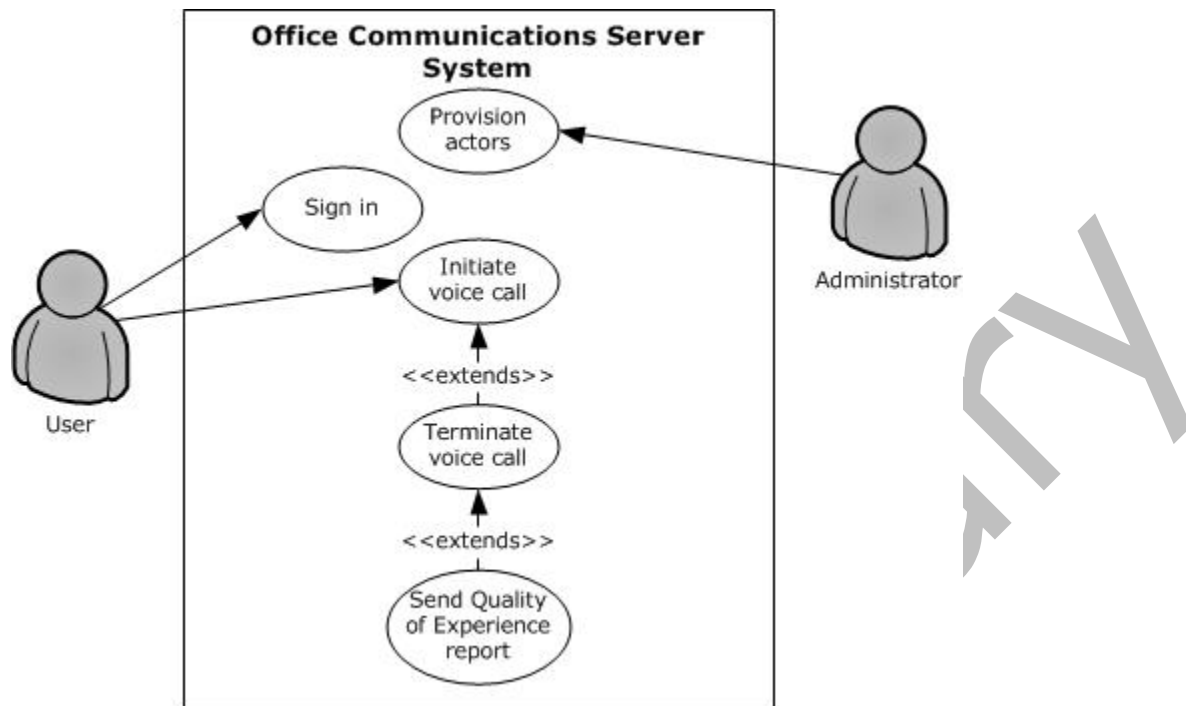 Office Communications Server
System
Provision
actors
Sign in
Initiate
voice call
Administrator
<<extends>>
User
Terminate
voice call
<<extends>>
Send Quality
of Experience
report